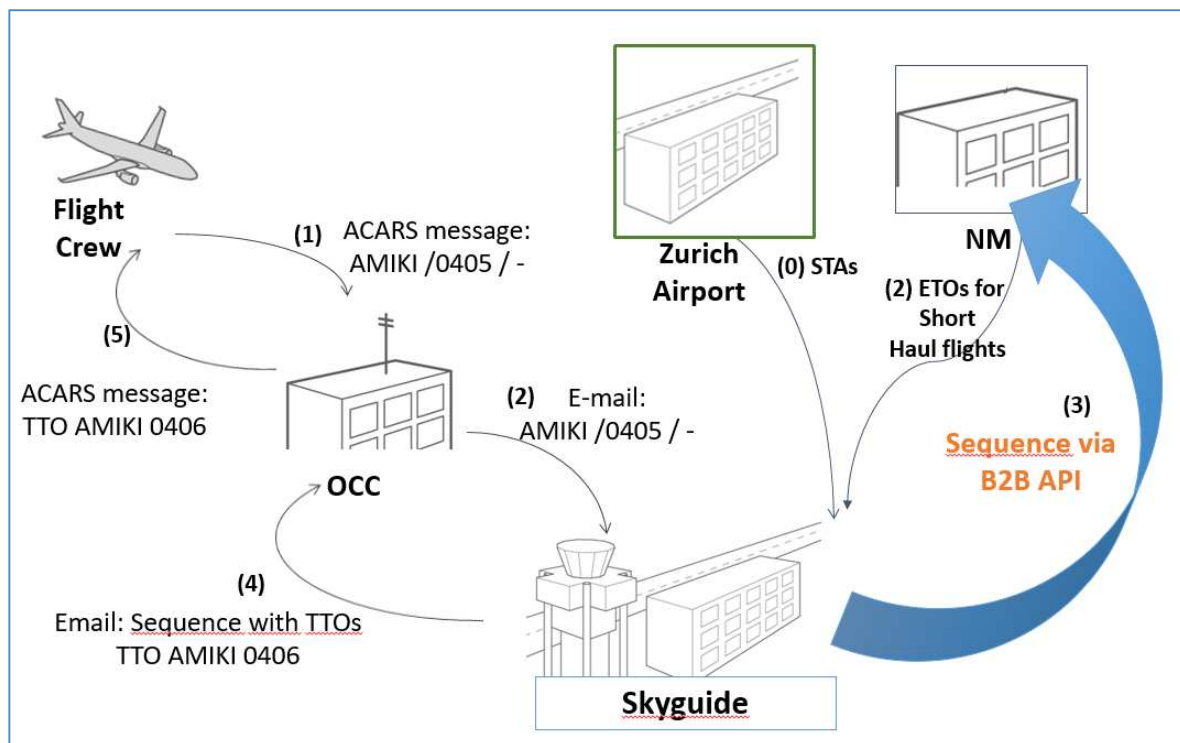 Flight
Crew
(1) ACARS message:
AMIKI /0405 / -
Zurich
Airport
(0) STAs
NM
(2) ETOs for
Short
Haul flights
(5)
ACARS message:
TTO AMIKI 0406
OCC
(2) E-mail:
AMIKI /0405 / -
(3)
Sequence via
B2B API
(4)
Email: Sequence with TTOs
TTO AMIKI 0406
Skyguide